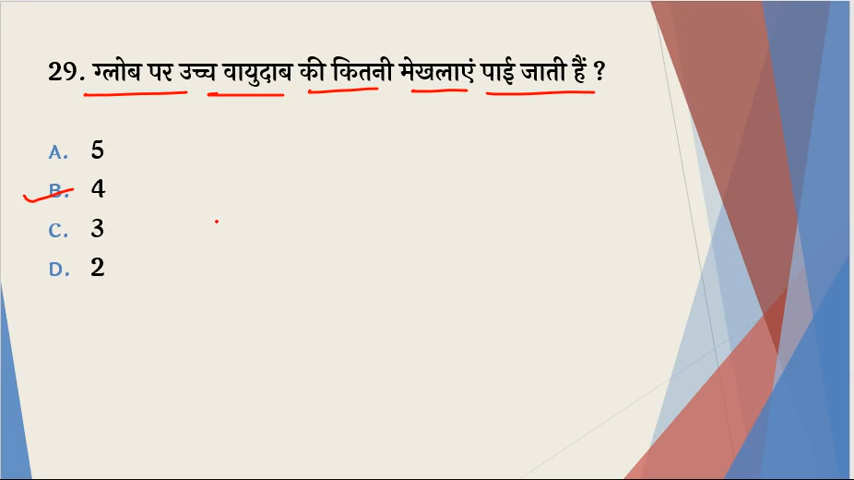 29. ग्लोब पर उच्च वायुदाब की कितनी मेखलाएं पाई जाती हैं ?
A. 5
B. 4
C. 3
D. 2